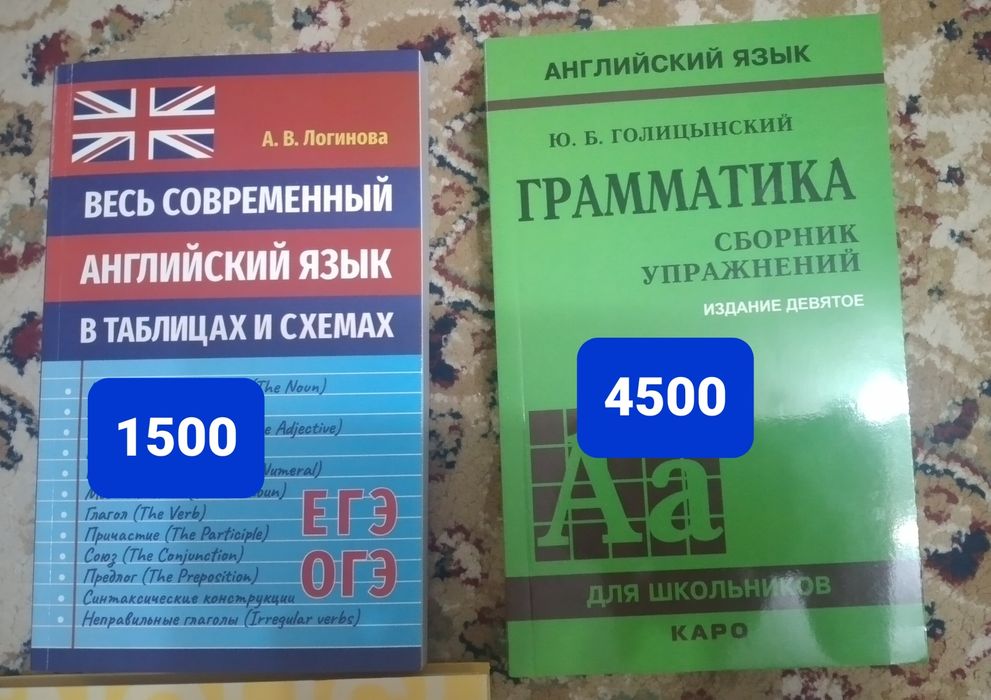 А. В. Логинова
ВЕСЬ СОВРЕМЕННЫЙ
АНГЛИЙСКИЙ ЯЗЫК
В ТАБЛИЦАХ И СХЕМАХ
(The Noun)
Adjective)
Numeral)
1500
Глагол (The Verb)
Причастие (The Participle)
Союз (The Conjunction)
Предлог (The Preposition)
Синтаксические конструкции
Неправильные глаголы (Irregular verbs)
ЕГЭ
ОГЭ
АНГЛИЙСКИЙ ЯЗЫК
Ю. Б. ГОЛИЦЫНСКИЙ
ГРАММАТИКА
СБОРНИК
УПРАЖНЕНИЙ
ИЗДАНИЕ ДЕВЯТОЕ
4500
Аа
ДЛЯ ШКОЛЬНИКОВ
КАРО